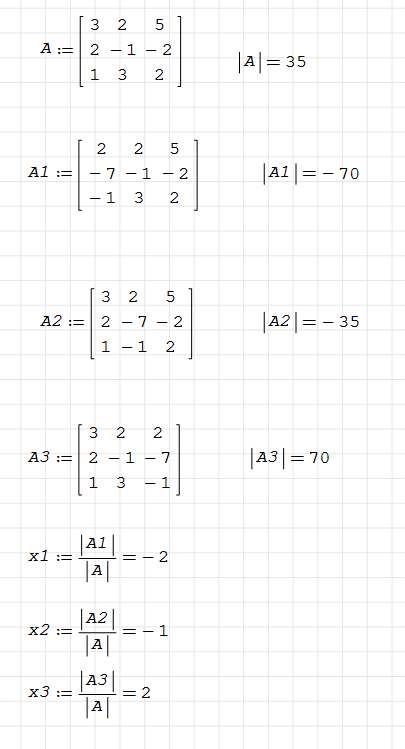 3 2 5
A := 2 -1 -2 |A| = 35
1 3 2
2 2 5
A1 := -7 -1 -2 |A1| = -70
-1 3 2
3 2 5
A2 := 2 -7 -2 |A2| = -35
1 -1 2
3 2 2
A3 := 2 -1 -7 |A3| = 70
1 3 -1
|A1|
x1 := = -2
|A|
|A2|
x2 := = -1
|A|
|A3|
x3 := = 2
|A|